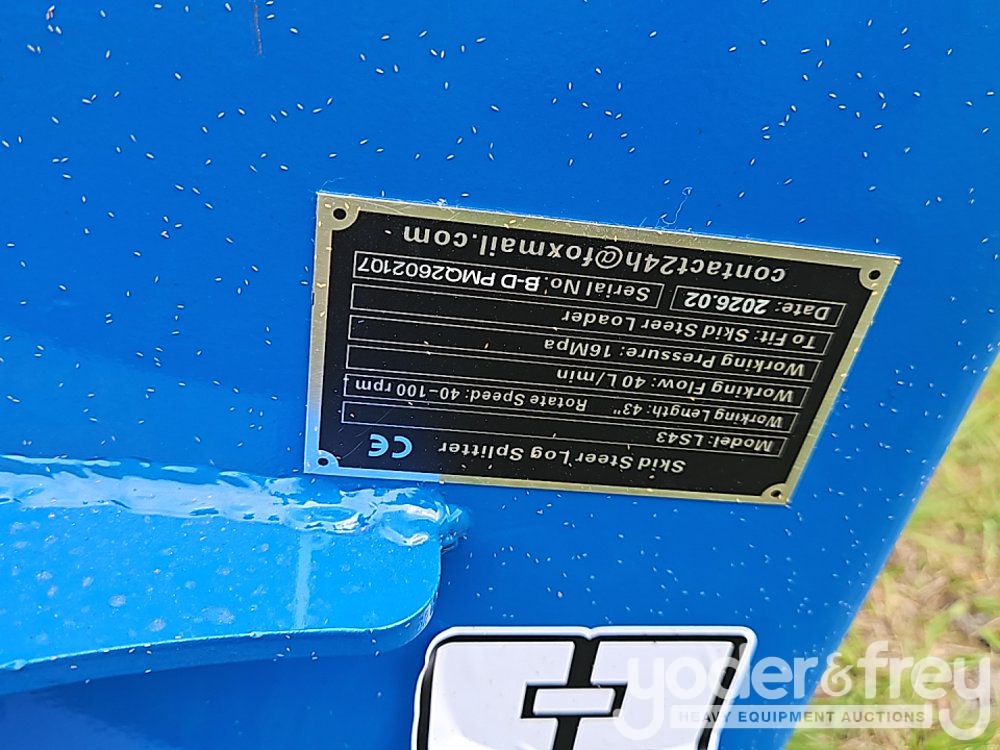 Skid Steer Log Splitter CE
Model: LS43
Working Length: 43" Rotate Speed: 40-100 rpm
Working Flow: 40 L/min
Working Pressure: 16Mpa
To Fit: Skid Steer Loader
Date: 2026.02 Serial No: B-D PMQ22602107
contact24h@foxmail.com
yoder&frey
HEAVY EQUIPMENT AUCTIONS